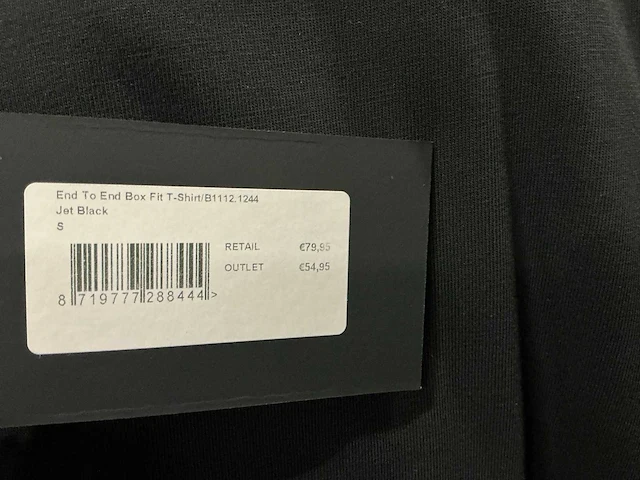 End To End Box Fit T-Shirt/B1112.1244
Jet Black
S
RETAIL €79,95
OUTLET €54,95
8 719777 288444 >